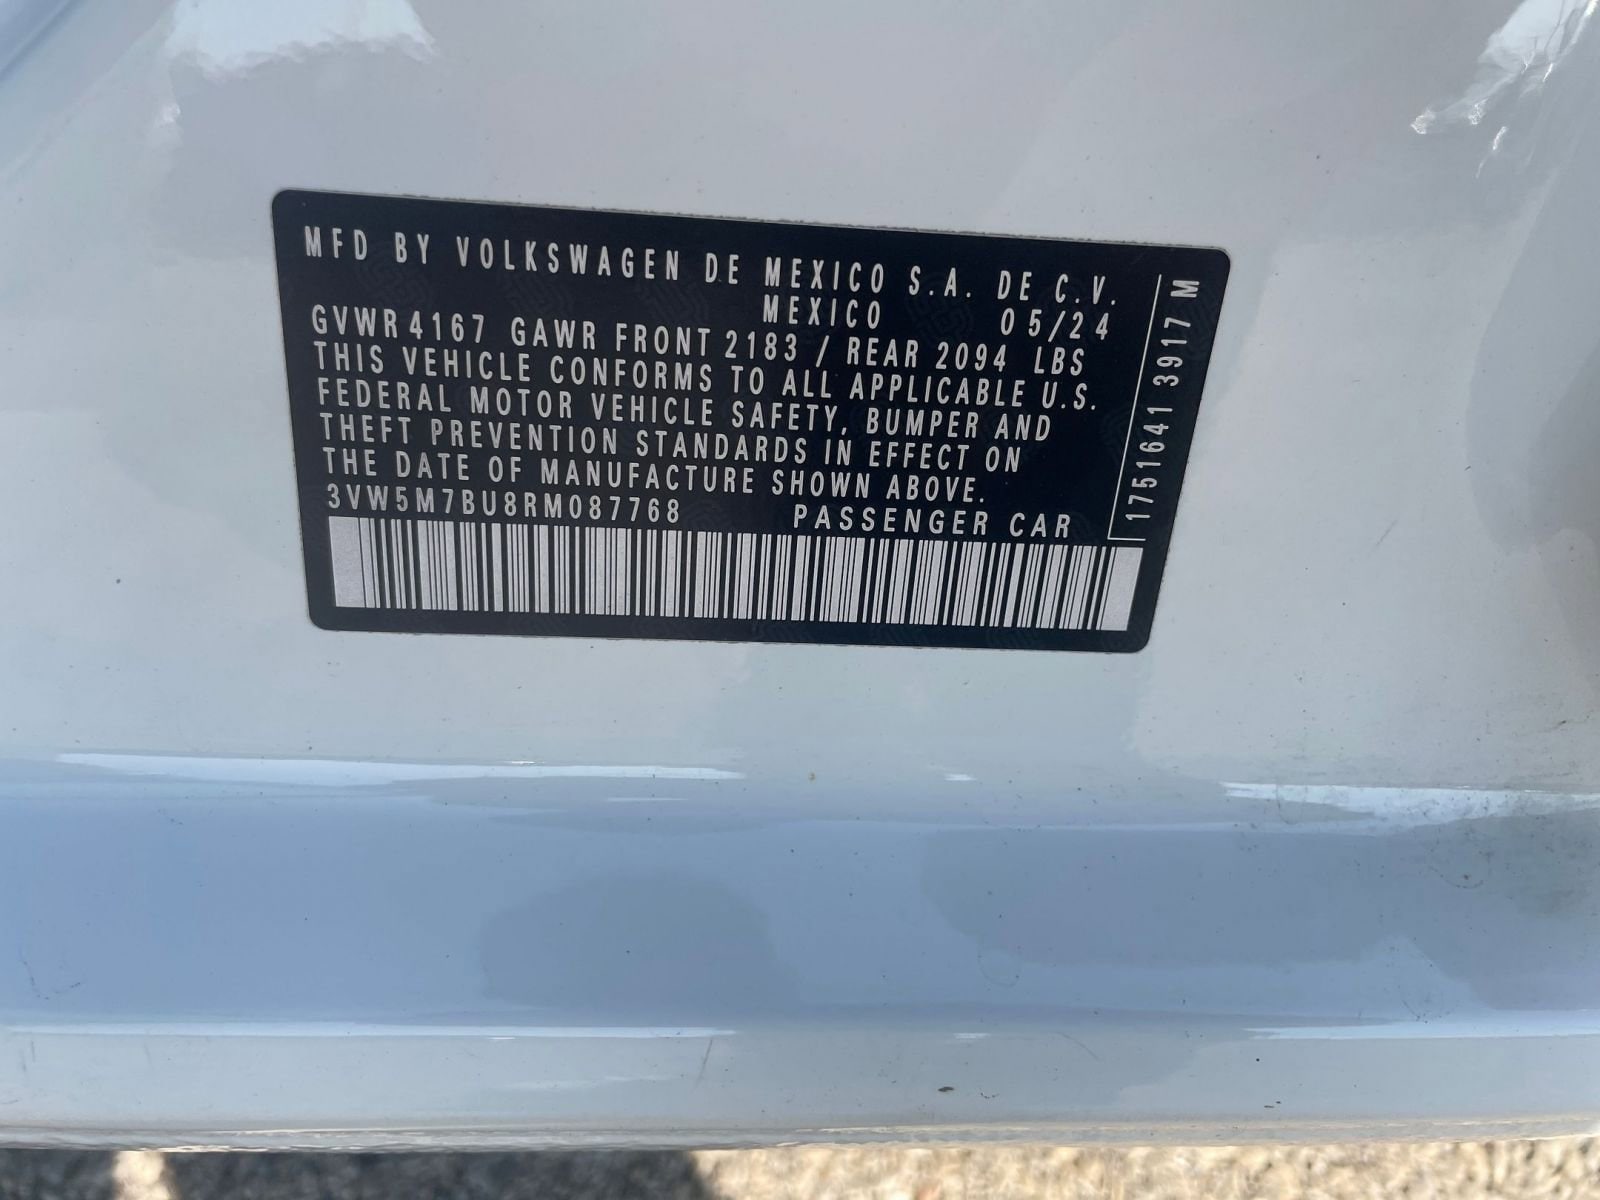 MFD BY VOLKSWAGEN DE MEXICO S.A. DE C.V.
MEXICO 05/24
GVWR 4167 GAWR FRONT 2183 / REAR 2094 LBS
THIS VEHICLE CONFORMS TO ALL APPLICABLE U.S.
FEDERAL MOTOR VEHICLE SAFETY, BUMPER AND
THEFT PREVENTION STANDARDS IN EFFECT ON
THE DATE OF MANUFACTURE SHOWN ABOVE.
3VW5M7BU8RM087768 PASSENGER CAR
1751641 3917 M